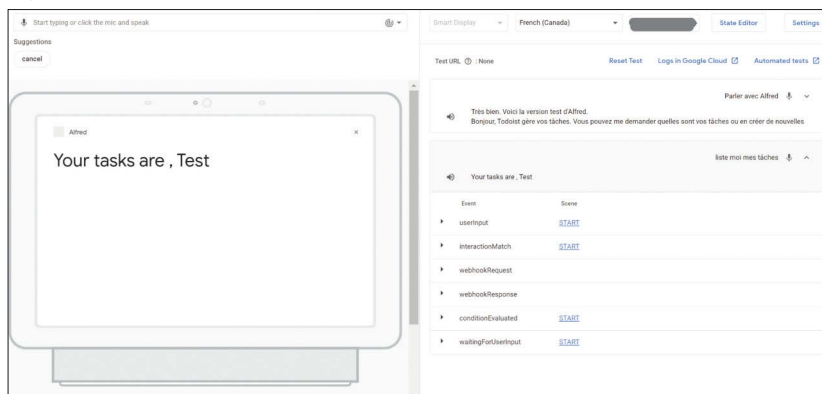 Start typing or click the mic and speak
Suggestions
cancel
Alfred
×
Your tasks are , Test
Smart Display
French (Canada)
State Editor
Settings
Test URL : None
Reset Test
Logs in Google Cloud
Automated tests
Parler avec Alfred
Très bien. Voici la version test d'Alfred.
Bonjour, Todoist gère vos tâches. Vous pouvez me demander quelles sont vos tâches ou en créer de nouvelles
liste moi mes tâches
Your tasks are , Test
Event Scene
userInput START
interactionMatch START
webhookRequest
webhookResponse
conditionEvaluated START
waitingForUserInput START